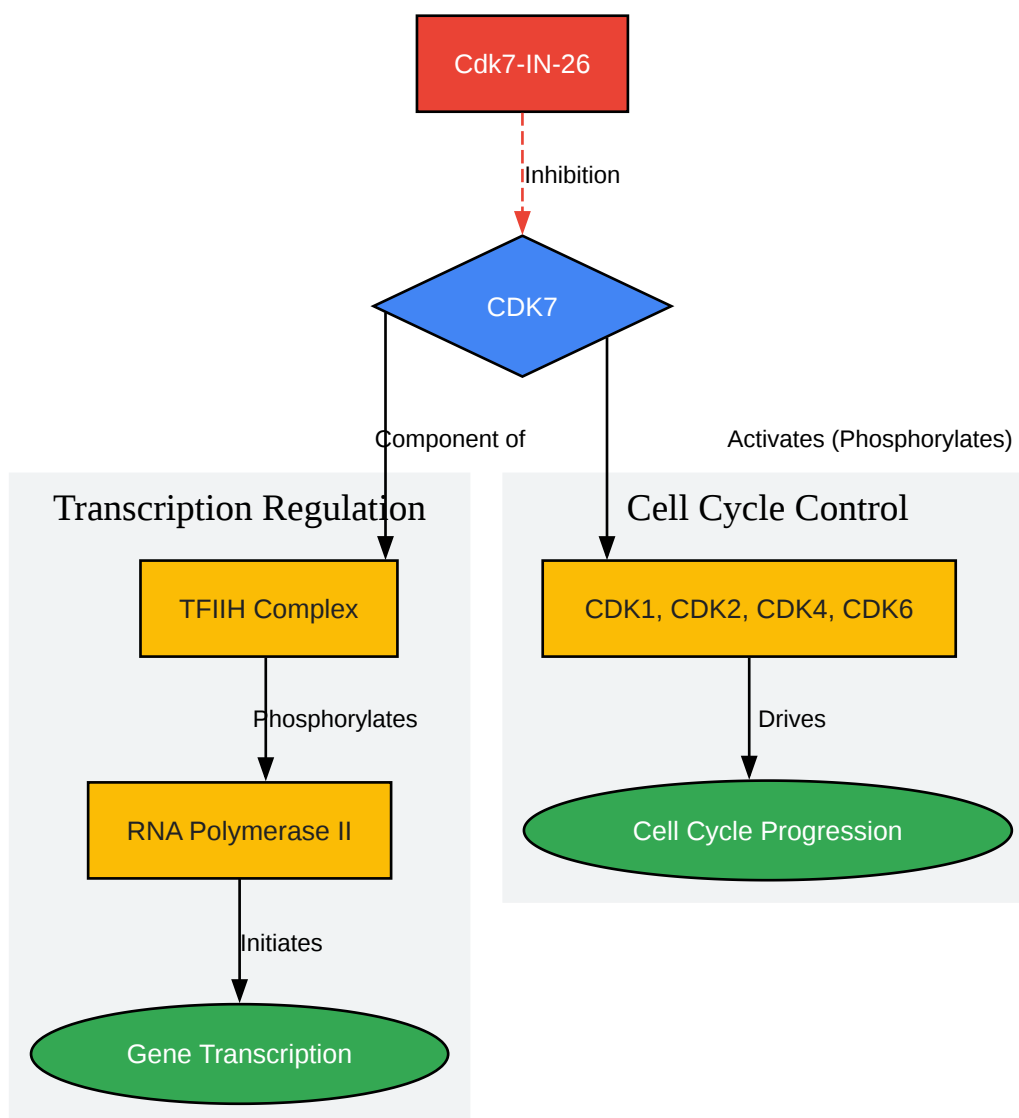 Cdk7-IN-26
Inhibition
CDK7
Component of
Activates (Phosphorylates)
Transcription Regulation
Cell Cycle Control
TFIIH Complex
CDK1, CDK2, CDK4, CDK6
Phosphorylates
Drives
RNA Polymerase II
Cell Cycle Progression
Initiates
Gene Transcription